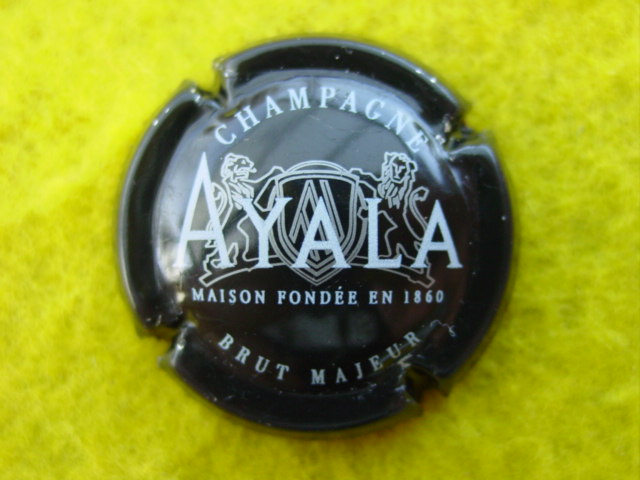 CHAMPAGNE
AYALA
MAISON FONDÉE EN 1860
BRUT MAJEUR